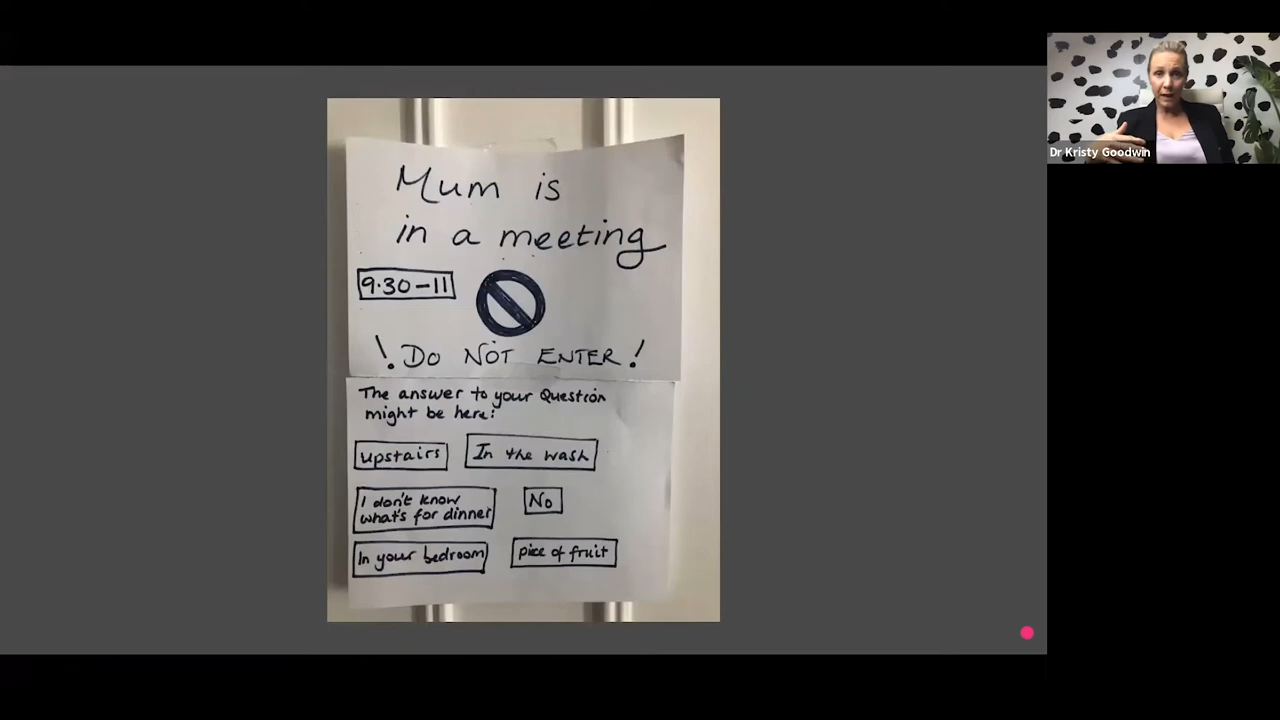 Mum is
in a meeting
9.30-11
! DO NOT ENTER!
The answer to your Question
might be here:
upstairs
In the wash
I don't know
what's for dinner
No
In your bedroom
piece of fruit
Dr Kristy Goodwin